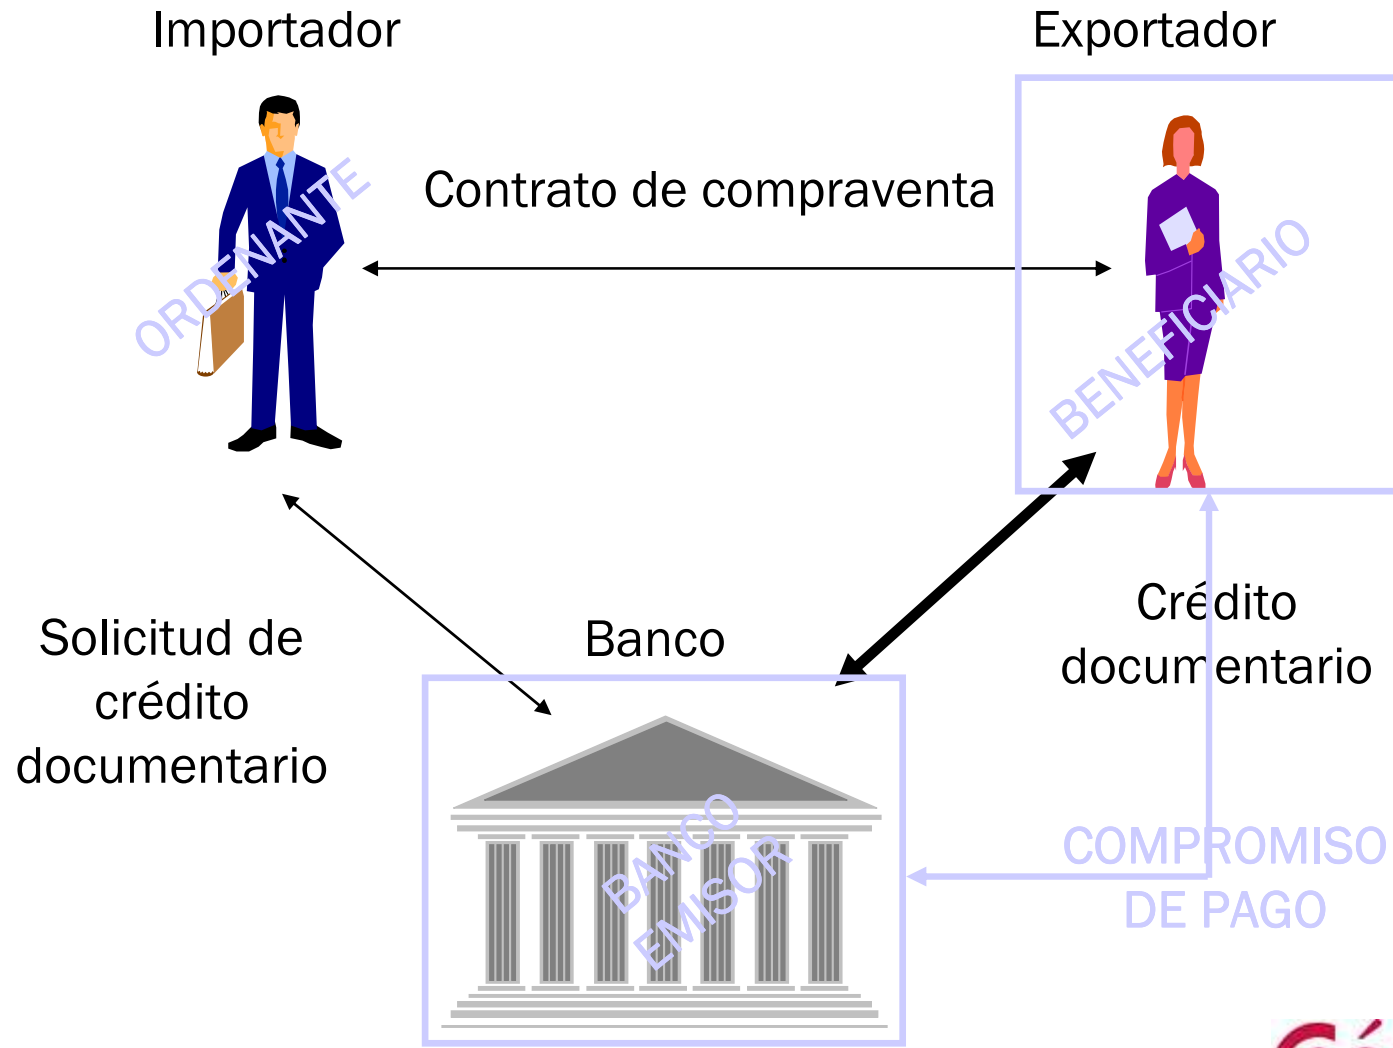 Importador
Exportador
ORDENANTE
Contrato de compraventa
BENEFICIARIO
Solicitud de
crédito
documentario
Banco
Crédito
documentario
BANCO
EMISOR
COMPROMISO
DE PAGO